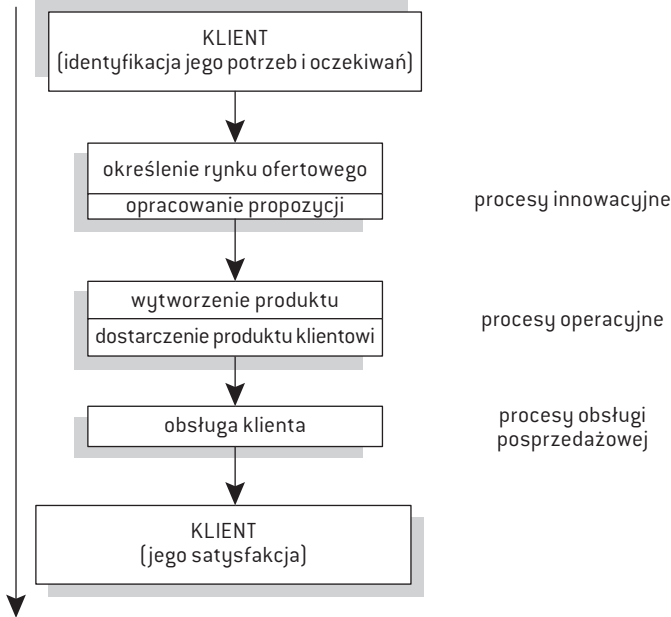 KLIENT
(identyfikacja jego potrzeb i oczekiwań)
określenie rynku ofertowego
opracowanie propozycji
procesy innowacyjne
wytworzenie produktu
dostarczenie produktu klientowi
procesy operacyjne
obsługa klienta
procesy obsługi
posprzedażowej
KLIENT
(jego satysfakcja)